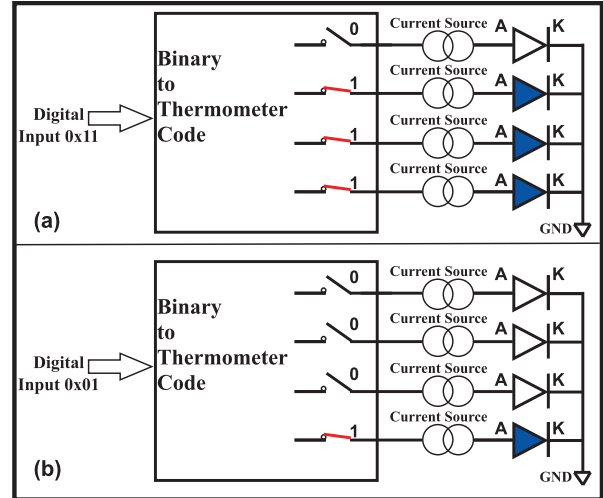 Current Source
0 A K
Binary
to
Thermometer
Code
Current Source
1 A K
Digital
Input 0x11
Current Source
1 A K
Current Source
1 A K
(a)
GND
Current Source
0 A K
Binary
to
Thermometer
Code
Current Source
0 A K
Digital
Input 0x01
Current Source
0 A K
Current Source
1 A K
(b)
GND